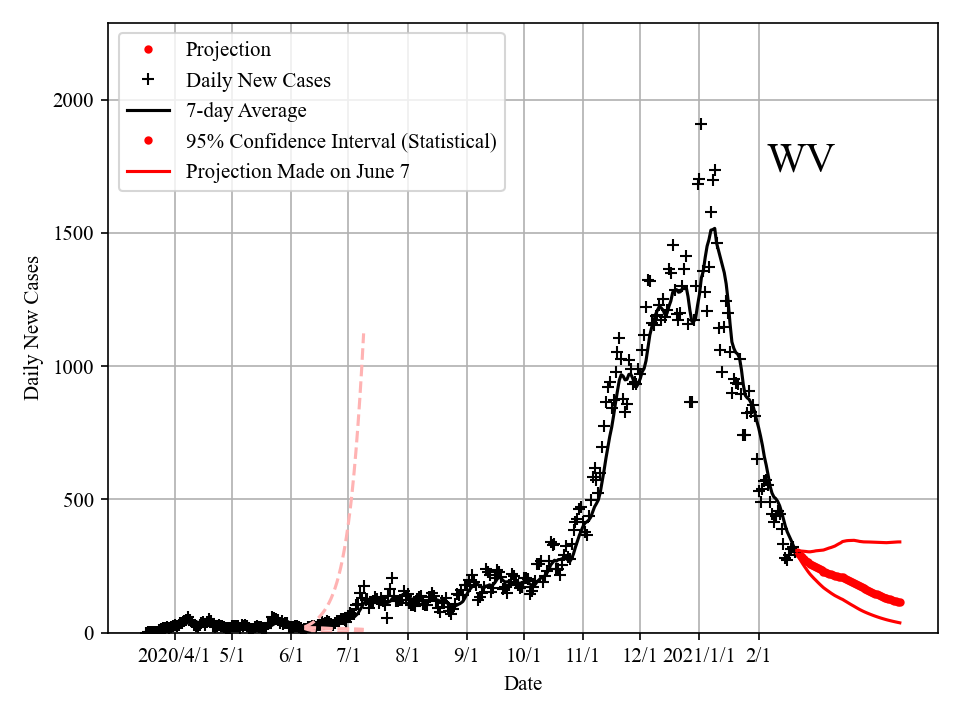 Projection
Daily New Cases
7-day Average
95% Confidence Interval (Statistical)
Projection Made on June 7
WV
Daily New Cases
2000
1500
1000
500
0
2020/4/1 5/1 6/1 7/1 8/1 9/1 10/1 11/1 12/1 2021/1/1 2/1
Date